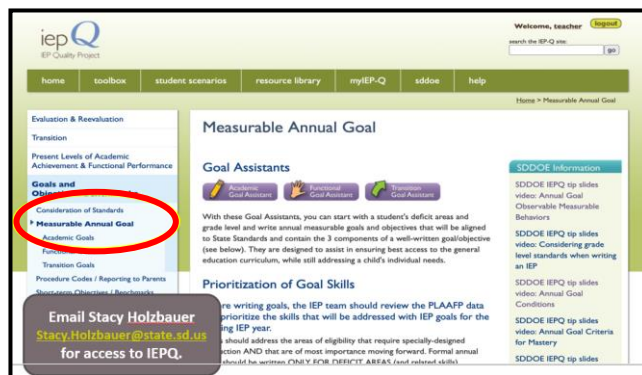 iepQ
IEP Quality Project
Welcome, teacher logout
search the IEP-Q site:
go
home toolbox student scenarios resource library myIEP-Q sddoe help
Home > Measurable Annual Goal
Evaluation & Reevaluation
Transition
Present Levels of Academic
Achievement & Functional Performance
Goals and
Consideration of Standards
Measurable Annual Goal
Academic Goals
Transition Goals
Procedure Codes / Reporting to Parents
Email Stacy Holzbauer
Stacy.Holzbauer@state.sd.us
for access to IEPQ.
Measurable Annual Goal
Goal Assistants
Academic
Goal Assistant
Functional
Goal Assistant
Transition
Goal Assistant
With these Goal Assistants, you can start with a student's deficit areas and
grade level and write annual measurable goals and objectives that will be aligned
to State Standards and contain the 3 components of a well-written goal/objective
(see below). They are designed to assist in ensuring best access to the general
education curriculum, while still addressing a child's individual needs.
Prioritization of Goal Skills
re writing goals, the IEP team should review the PLAAFP data
prioritize the skills that will be addressed with IEP goals for the
ing IEP year.
should address the areas of eligibility that require specially-designed
ction AND that are of most importance moving forward. Formal annual
should be written ONLY FOR DEFICIT AREAS (and related skills)
SDDOE Information
SDDOE IEPQ tip slides
video: Annual Goal
Observable Measurable
Behaviors
SDDOE IEPQ tip slides
video: Considering grade
level standards when writing
an IEP
SDDOE IEPQ tip slides
video: Annual Goal
Conditions
SDDOE IEPQ tip slides
video: Annual Goal Criteria
for Mastery
SDDOE IEPQ tip slides